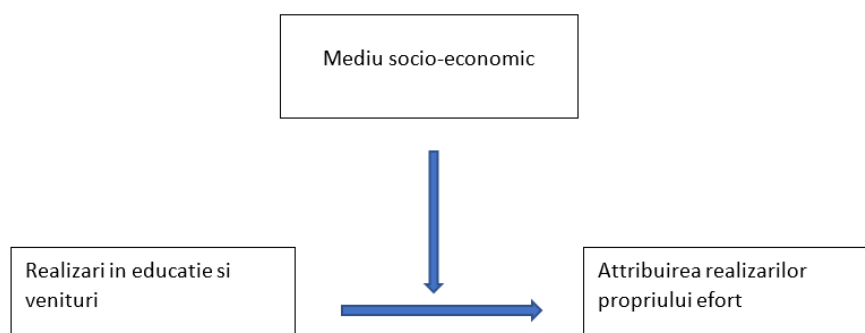 Mediu socio-economic
Realizari in educatie si
venituri
Attribuirea realizarilor
propriului efort